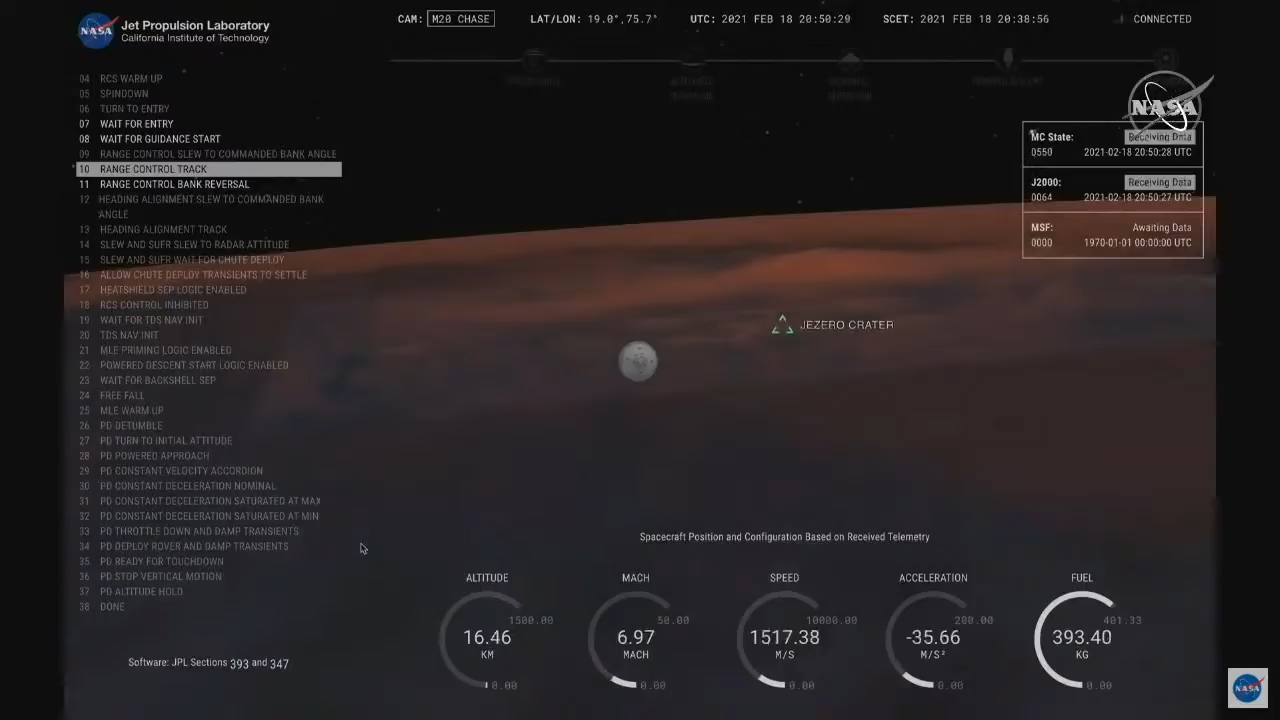 NASA
Jet Propulsion Laboratory
California Institute of Technology
CAM: M20 CHASE
LAT/LON: 19.0°,75.7°
UTC: 2021 FEB 18 20:50:29
SCET: 2021 FEB 18 20:38:56
CONNECTED
04 RCS WARM UP
05 SPINDOWN
06 TURN TO ENTRY
07 WAIT FOR ENTRY
08 WAIT FOR GUIDANCE START
09 RANGE CONTROL SLEW TO COMMANDED BANK ANGLE
10 RANGE CONTROL TRACK
11 RANGE CONTROL BANK REVERSAL
12 HEADING ALIGNMENT SLEW TO COMMANDED BANK
ANGLE
13 HEADING ALIGNMENT TRACK
14 SLEW AND SUFR SLEW TO RADAR ATTITUDE
15 SLEW AND SUFR WAIT FOR CHUTE DEPLOY
16 ALLOW CHUTE DEPLOY TRANSIENTS TO SETTLE
17 HEATSHIELD SEP LOGIC ENABLED
18 RCS CONTROL INHIBITED
19 WAIT FOR TDS NAV INIT
20 TDS NAV INIT
21 MLE PRIMING LOGIC ENABLED
22 POWERED DESCENT START LOGIC ENABLED
23 WAIT FOR BACKSHELL SEP
24 FREE FALL
25 MLE WARM UP
26 PD DETUMBLE
27 PD TURN TO INITIAL ATTITUDE
28 PD POWERED APPROACH
29 PD CONSTANT VELOCITY ACCORDION
30 PD CONSTANT DECELERATION NOMINAL
31 PD CONSTANT DECELERATION SATURATED AT MAX
32 PD CONSTANT DECELERATION SATURATED AT MIN
33 PD THROTTLE DOWN AND DAMP TRANSIENTS
34 PD DEPLOY ROVER AND DAMP TRANSIENTS
35 PD READY FOR TOUCHDOWN
36 PD STOP VERTICAL MOTION
37 PD ALTITUDE HOLD
38 DONE
Software: JPL Sections 393 and 347
NASA
MC State: Receiving Data
0550 2021-02-18 20:50:28 UTC
J2000: Receiving Data
0064 2021-02-18 20:50:27 UTC
MSF: Awaiting Data
0000 1970-01-01 00:00:00 UTC
JEZERO CRATER
Spacecraft Position and Configuration Based on Received Telemetry
ALTITUDE
1500.00
16.46
KM
0.00
MACH
50.00
6.97
MACH
0.00
SPEED
10000.00
1517.38
M/S
0.00
ACCELERATION
200.00
-35.66
M/S²
0.00
FUEL
401.33
393.40
KG
0.00
NASA